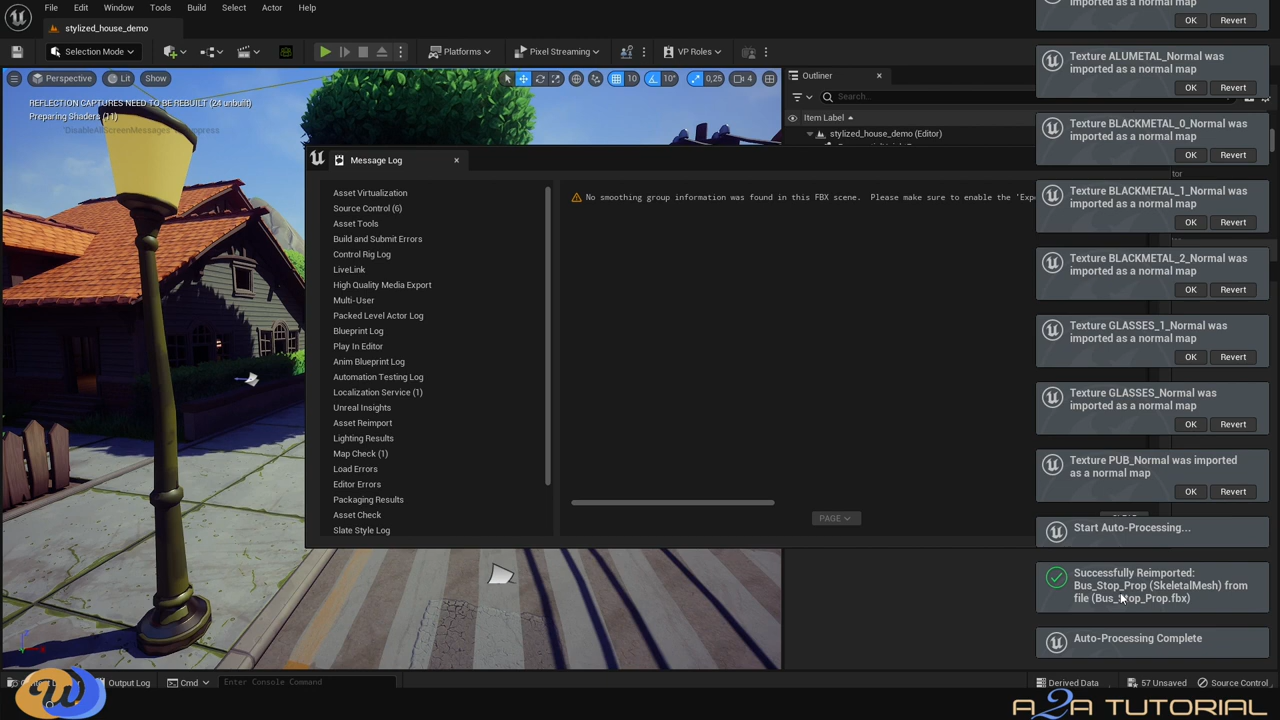 File Edit View Tools Build Select Actor Help
stylized_house_demo
Selection Mode
Platforms
Pixel Streaming
VP Roles
Perspective
Lit
Show
10
10°
0,25
4
REFLECTION CAPTURES NEED TO BE REBUILT (24 unbuilt)
Preparing Shaders (11)
Outliner
Search...
Item Label
stylized_house_demo (Editor)
Message Log
Asset Virtualization
Source Control (6)
Asset Tools
Build and Submit Errors
Control Rig Log
LiveLink
High Quality Media Export
Multi-User
Packed Level Actor Log
Blueprint Log
Play In Editor
Anim Blueprint Log
Automation Testing Log
Localization Service (1)
Unreal Insights
Asset Reimport
Lighting Results
Map Check (1)
Load Errors
Editor Errors
Packaging Results
Asset Check
Slate Style Log
No smoothing group information was found in this FBX scene. Please make sure to enable the 'Exp
PAGE
imported as a normal map
OK Revert
Texture ALUMETAL_Normal was
imported as a normal map
OK Revert
Texture BLACKMETAL_0_Normal was
imported as a normal map
OK Revert
tor
Texture BLACKMETAL_1_Normal was
imported as a normal map
OK Revert
Texture BLACKMETAL_2_Normal was
imported as a normal map
OK Revert
Texture GLASSES_1_Normal was
imported as a normal map
OK Revert
Texture GLASSES_Normal was
imported as a normal map
OK Revert
Texture PUB_Normal was imported
as a normal map
OK Revert
Start Auto-Processing...
Successfully Reimported:
Bus_Stop_Prop (SkeletalMesh) from
file (Bus_Stop_Prop.fbx)
Auto-Processing Complete
Output Log
Cmd
Enter Console Command
Derived Data
57 Unsaved
Source Control
A2A TUTORIAL